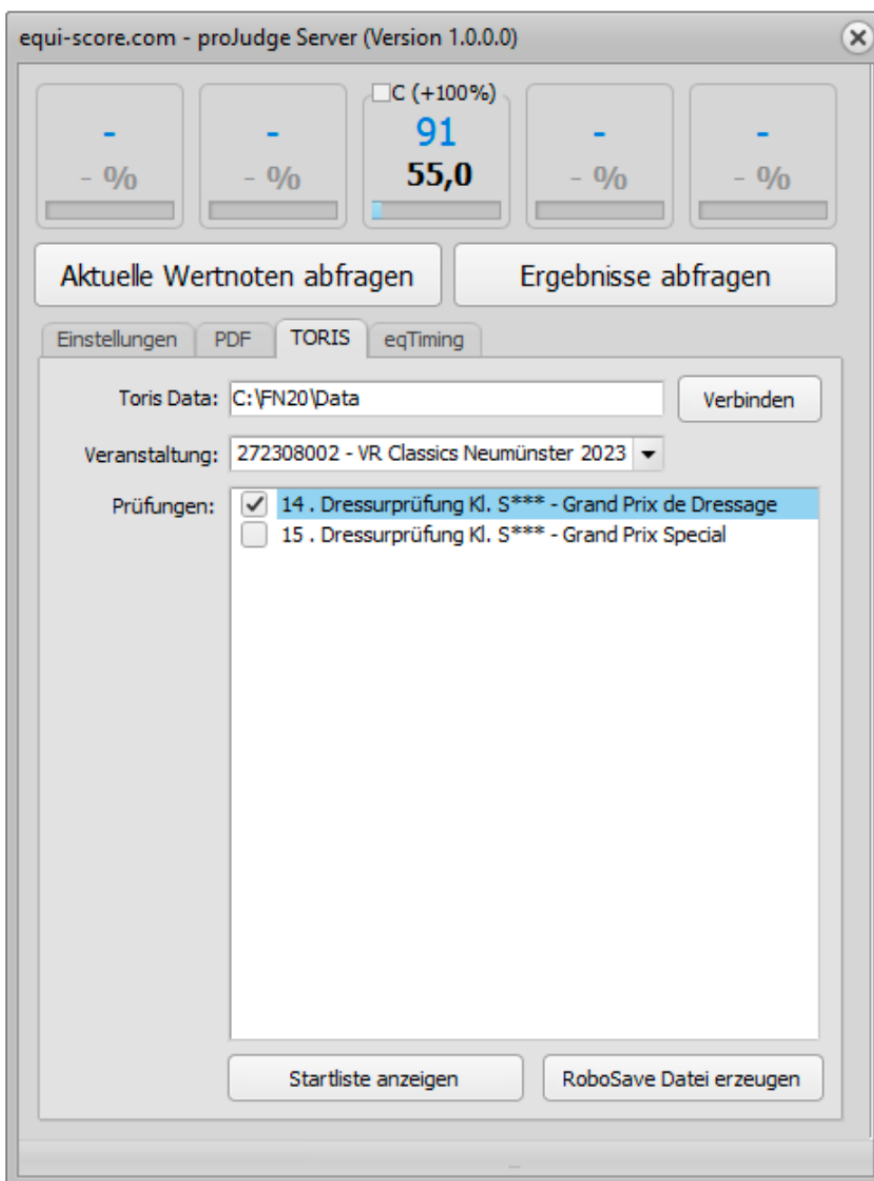 equi-score.com - proJudge Server (Version 1.0.0.0)
C (+100%)
- - 91 - -
- % - % 55,0 - % - %
Aktuelle Wertnoten abfragen Ergebnisse abfragen
Einstellungen PDF TORIS eqTiming
Toris Data: C:\FN20\Data Verbinden
Veranstaltung: 272308002 - VR Classics Neumünster 2023
Prüfungen: 14 . Dressurprüfung Kl. S*** - Grand Prix de Dressage
15 . Dressurprüfung Kl. S*** - Grand Prix Special
Startliste anzeigen RoboSave Datei erzeugen